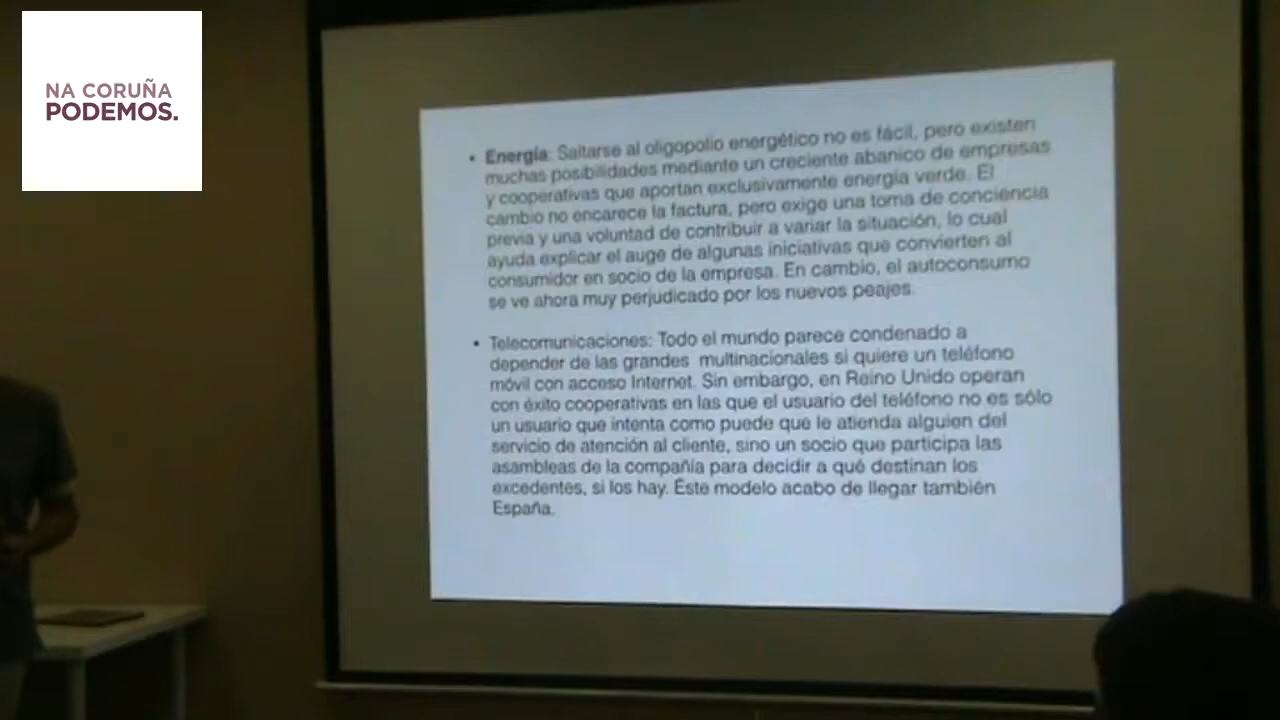 NA CORUÑA
PODEMOS.
• Energía: Saltarse al oligopolio energético no es fácil, pero existen
muchas posibilidades mediante un creciente abanico de empresas
y cooperativas que aportan exclusivamente energía verde. El
cambio no encarece la factura, pero exige una toma de conciencia
previa y una voluntad de contribuir a variar la situación, lo cual
ayuda explicar el auge de algunas iniciativas que convierten al
consumidor en socio de la empresa. En cambio, el autoconsumo
se ve ahora muy perjudicado por los nuevos peajes.
• Telecomunicaciones: Todo el mundo parece condenado a
depender de las grandes multinacionales si quiere un teléfono
móvil con acceso Internet. Sin embargo, en Reino Unido operan
con éxito cooperativas en las que el usuario del teléfono no es sólo
un usuario que intenta como puede que le atienda alguien del
servicio de atención al cliente, sino un socio que participa las
asambleas de la compañía para decidir a qué destinan los
excedentes, si los hay. Éste modelo acabo de llegar también
España.